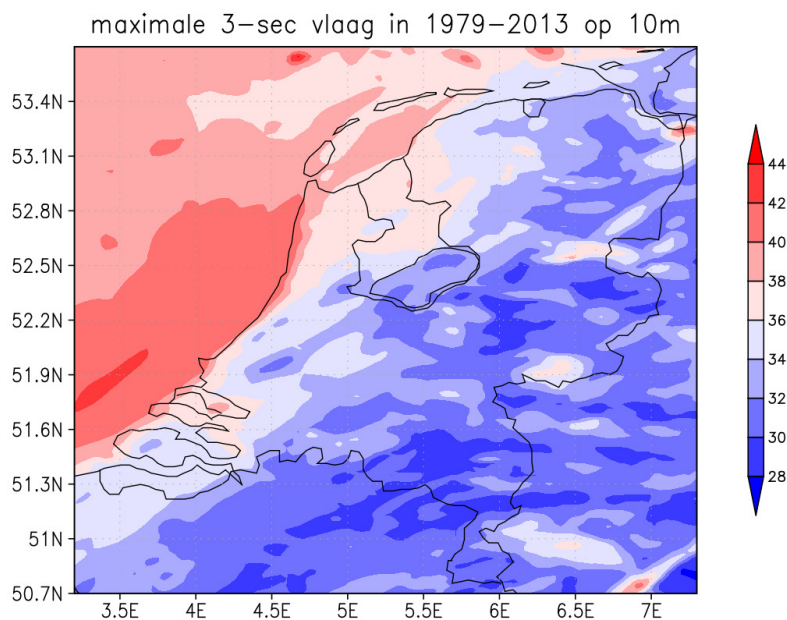 maximale 3-sec vlaag in 1979-2013 op 10m
53.4N
53.1N
52.8N
52.5N
52.2N
51.9N
51.6N
51.3N
51N
50.7N
3.5E 4E 4.5E 5E 5.5E 6E 6.5E 7E
44
42
40
38
36
34
32
30
28